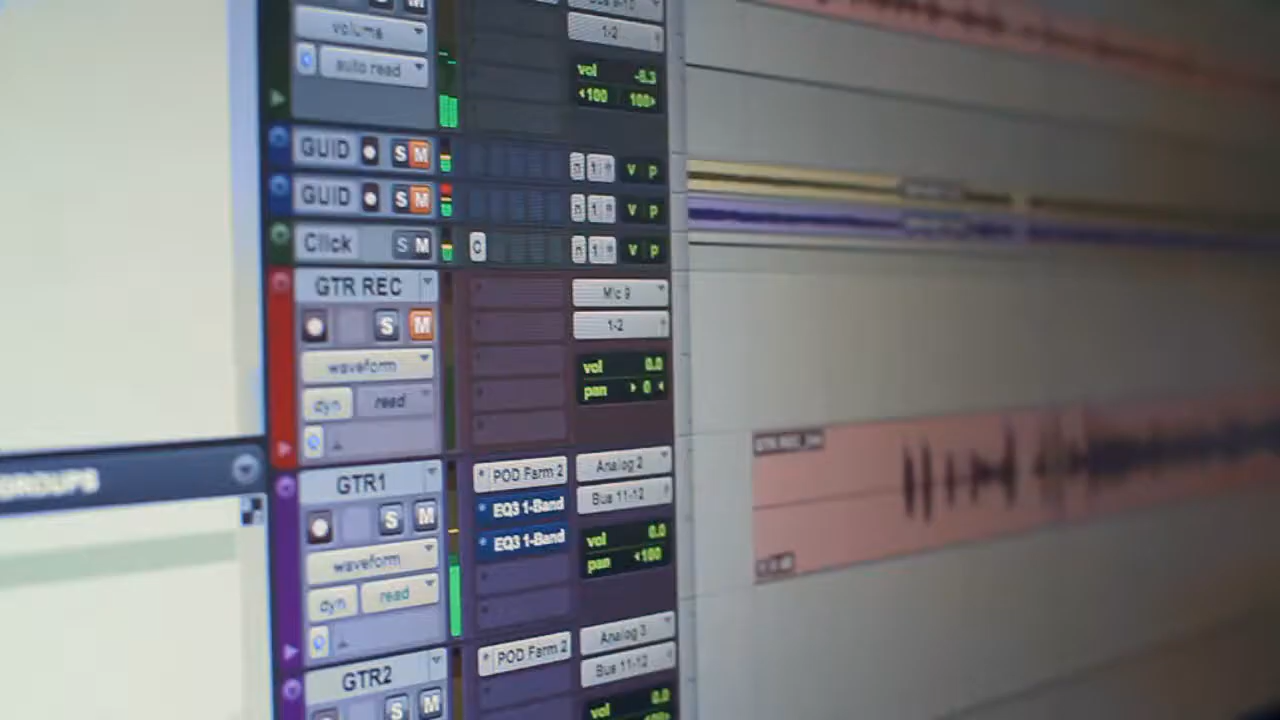 volume
1-2
auto read
vol -8.3
‹100 100›
GUID S M
v p
GUID S M
v p
Click S M
C
v p
GTR REC
Mic 9
S M
1-2
waveform
vol 0.0
dyn read
pan › 0 ‹
GROUPS
GTR1
POD Farm 2
Analog 2
S M
EQ3 1-Band
Bus 11-12
EQ3 1-Band
vol 0.0
waveform
pan ‹100
dyn read
GTR2
POD Farm 2
Analog 3
Bus 11-12
S M
vol 0.0